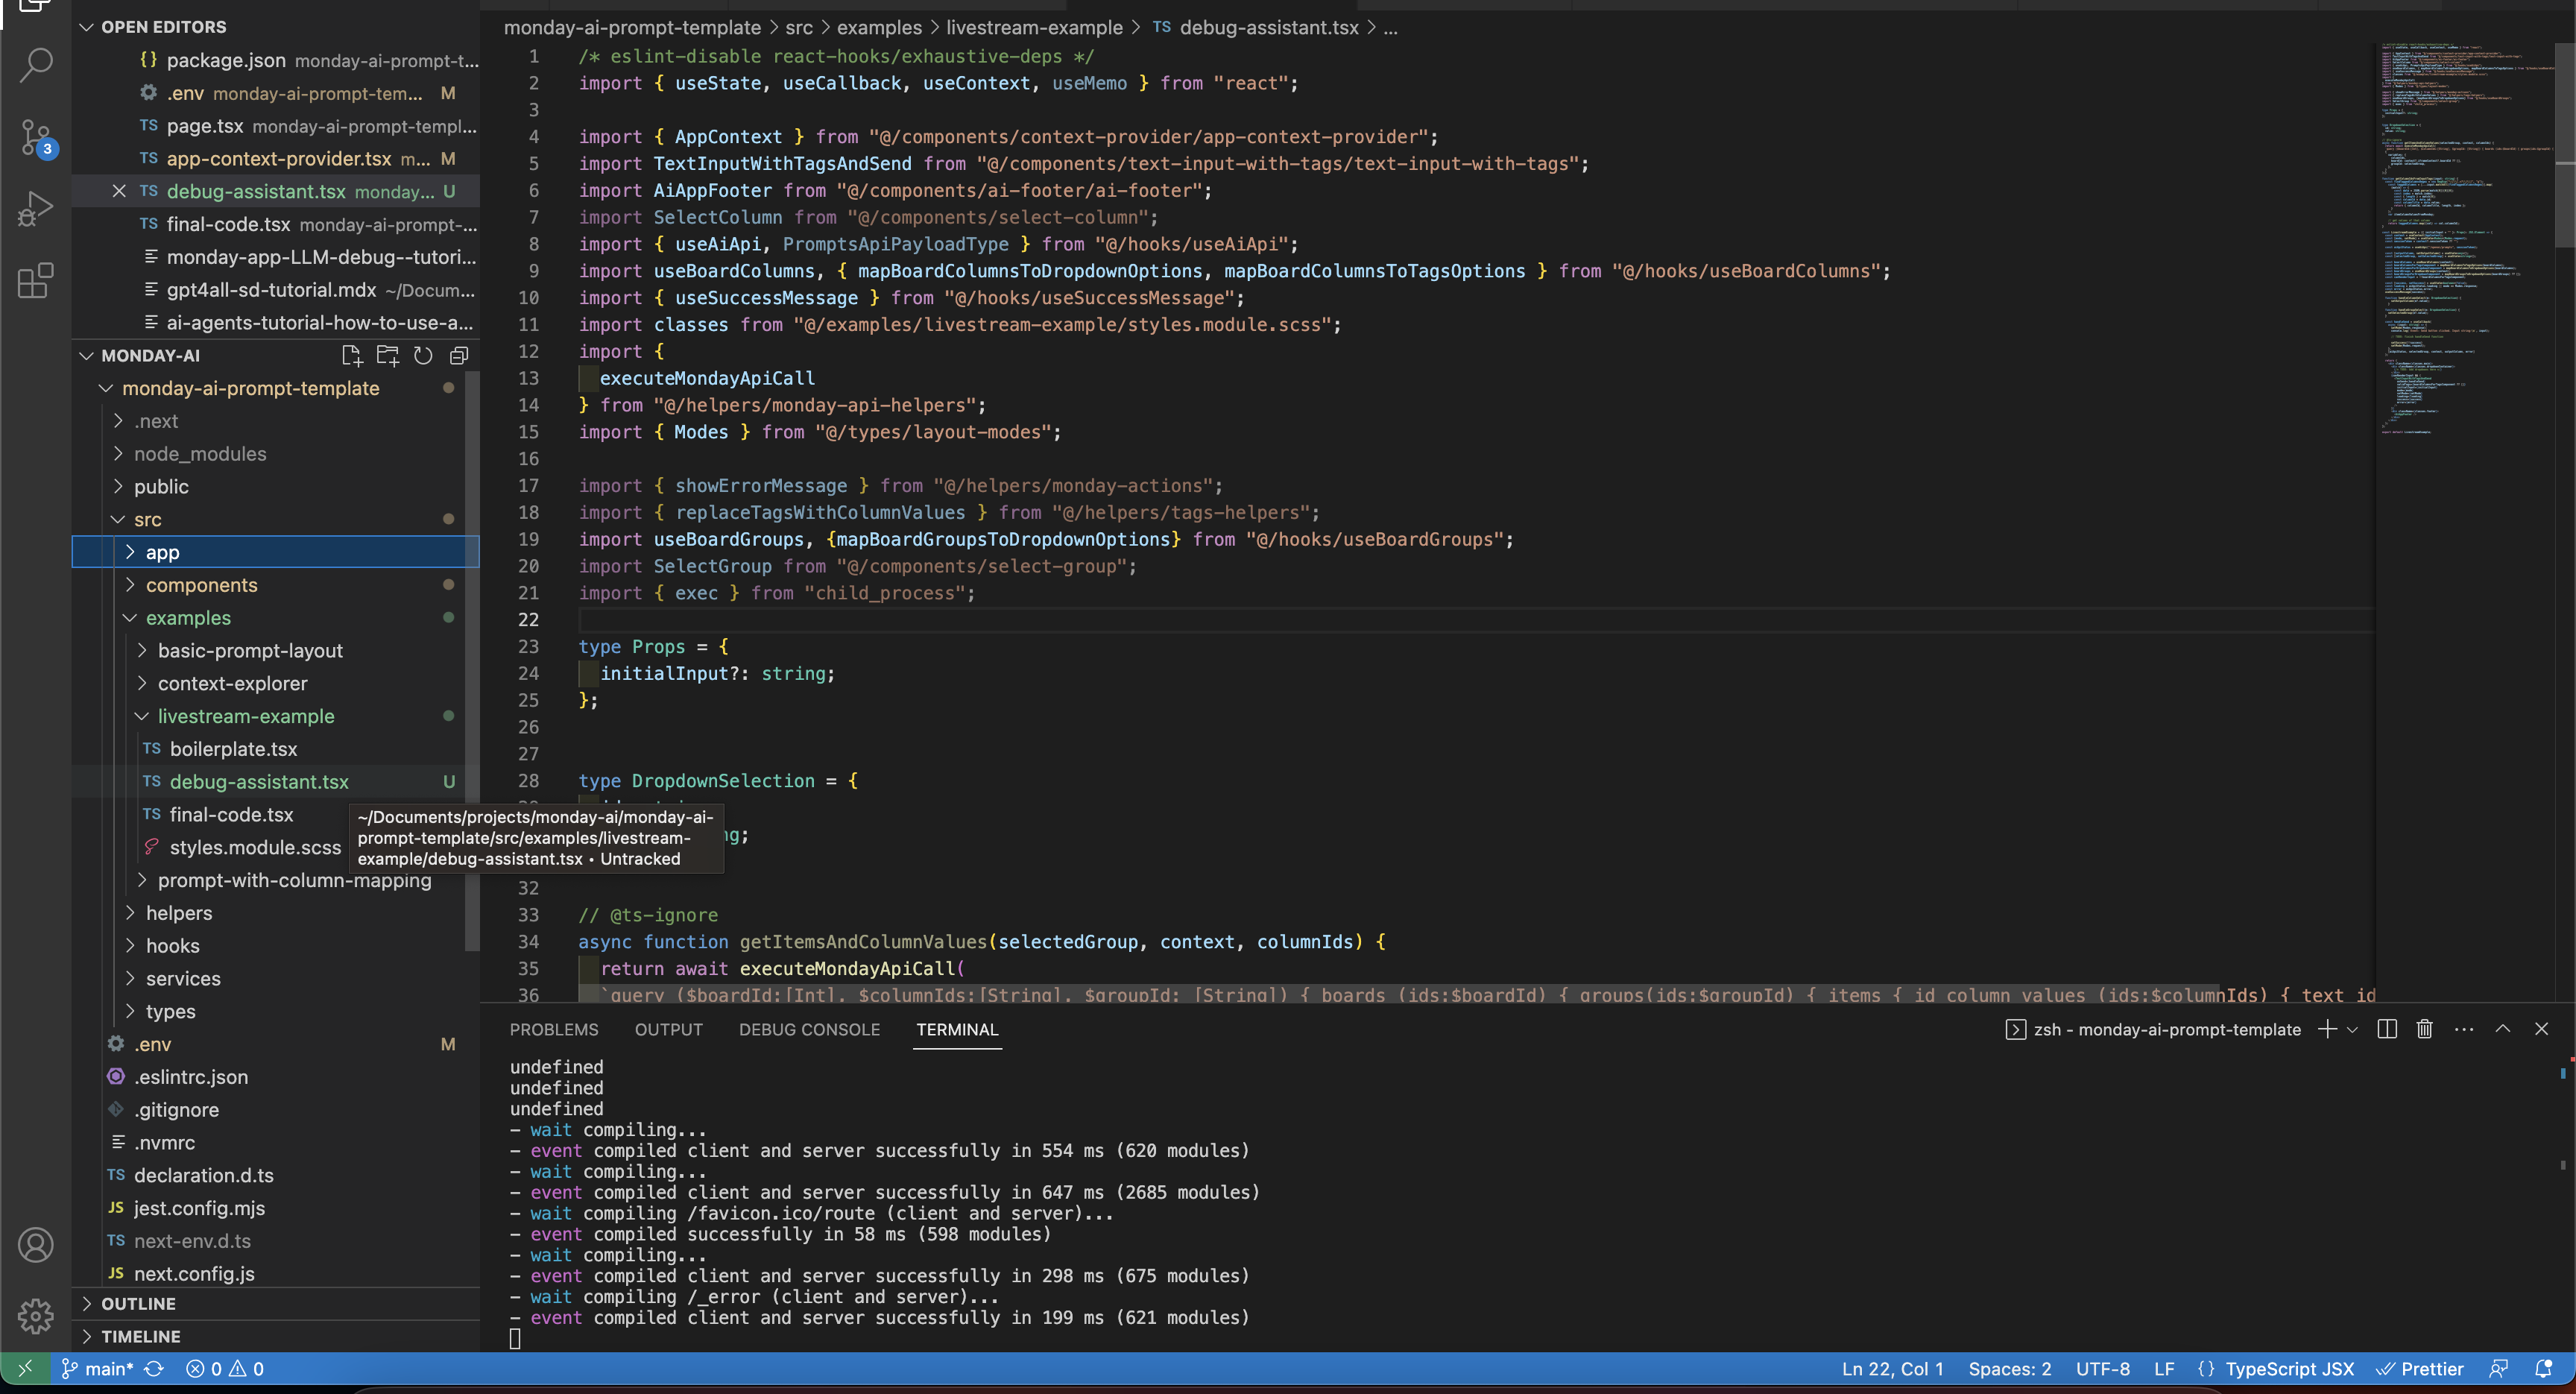 OPEN EDITORS
{} package.json monday-ai-prompt-t...
.env monday-ai-prompt-tem... M
TS page.tsx monday-ai-prompt-templ...
TS app-context-provider.tsx m... M
TS debug-assistant.tsx monday... U
TS final-code.tsx monday-ai-prompt-...
monday-app-LLM-debug--tutori...
gpt4all-sd-tutorial.mdx ~/Docum...
ai-agents-tutorial-how-to-use-a...
3
MONDAY-AI
monday-ai-prompt-template
.next
node_modules
public
src
app
components
examples
basic-prompt-layout
context-explorer
livestream-example
TS boilerplate.tsx
TS debug-assistant.tsx U
TS final-code.tsx
styles.module.scss
prompt-with-column-mapping
helpers
hooks
services
types
.env M
.eslintrc.json
.gitignore
.nvmrc
TS declaration.d.ts
JS jest.config.mjs
TS next-env.d.ts
JS next.config.js
OUTLINE
TIMELINE
~/Documents/projects/monday-ai/monday-ai-
prompt-template/src/examples/livestream-
example/debug-assistant.tsx • Untracked
monday-ai-prompt-template > src > examples > livestream-example > TS debug-assistant.tsx > ...
1 /* eslint-disable react-hooks/exhaustive-deps */
2 import { useState, useCallback, useContext, useMemo } from "react";
3
4 import { AppContext } from "@/components/context-provider/app-context-provider";
5 import TextInputWithTagsAndSend from "@/components/text-input-with-tags/text-input-with-tags";
6 import AiAppFooter from "@/components/ai-footer/ai-footer";
7 import SelectColumn from "@/components/select-column";
8 import { useAiApi, PromptsApiPayloadType } from "@/hooks/useAiApi";
9 import useBoardColumns, { mapBoardColumnsToDropdownOptions, mapBoardColumnsToTagsOptions } from "@/hooks/useBoardColumns";
10 import { useSuccessMessage } from "@/hooks/useSuccessMessage";
11 import classes from "@/examples/livestream-example/styles.module.scss";
12 import {
13 executeMondayApiCall
14 } from "@/helpers/monday-api-helpers";
15 import { Modes } from "@/types/layout-modes";
16
17 import { showErrorMessage } from "@/helpers/monday-actions";
18 import { replaceTagsWithColumnValues } from "@/helpers/tags-helpers";
19 import useBoardGroups, {mapBoardGroupsToDropdownOptions} from "@/hooks/useBoardGroups";
20 import SelectGroup from "@/components/select-group";
21 import { exec } from "child_process";
22
23 type Props = {
24 initialInput?: string;
25 };
26
27
28 type DropdownSelection = {
ng;
32
33 // @ts-ignore
34 async function getItemsAndColumnValues(selectedGroup, context, columnIds) {
35 return await executeMondayApiCall(
36 `query ($boardId:[Int], $columnIds:[String], $groupId: [String]) { boards (ids:$boardId) { groups(ids:$groupId) { items { id column_values (ids:$columnIds) { text id
PROBLEMS OUTPUT DEBUG CONSOLE TERMINAL zsh - monday-ai-prompt-template
undefined
undefined
undefined
- wait compiling...
- event compiled client and server successfully in 554 ms (620 modules)
- wait compiling...
- event compiled client and server successfully in 647 ms (2685 modules)
- wait compiling /favicon.ico/route (client and server)...
- event compiled successfully in 58 ms (598 modules)
- wait compiling...
- event compiled client and server successfully in 298 ms (675 modules)
- wait compiling /_error (client and server)...
- event compiled client and server successfully in 199 ms (621 modules)
main* 0 0 Ln 22, Col 1 Spaces: 2 UTF-8 LF {} TypeScript JSX Prettier